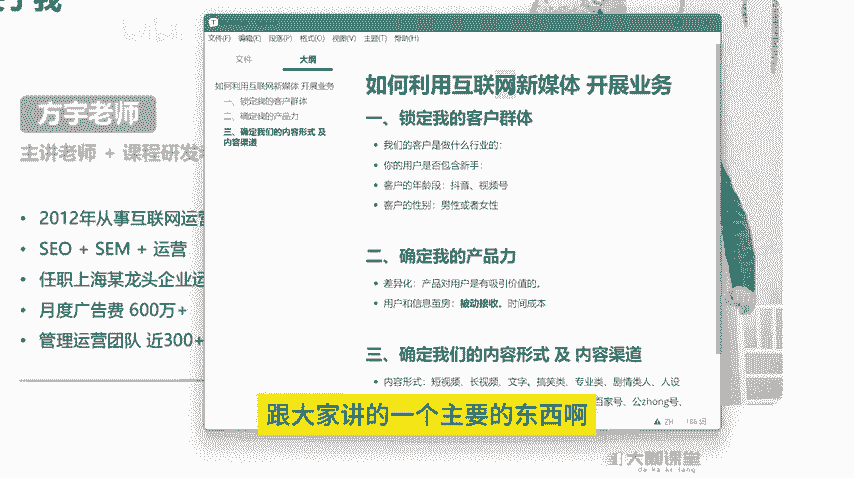 方宇老师
主讲老师 + 课程研发
• 2012年从事互联网运营
• SEO + SEM + 运营
• 任职上海某龙头企业运
• 月度广告费 600万+
• 管理运营团队 近300+
文件(F) 编辑(E) 段落(P) 格式(O) 视图(V) 主题(T) 帮助(H)
文件 大纲
如何利用互联网新媒体 开展业务
一、锁定我的客户群体
二、确定我的产品力
三、确定我们的内容形式 及
内容渠道
如何利用互联网新媒体 开展业务
一、锁定我的客户群体
• 我们的客户是做什么行业的:
• 你的用户是否包含新手:
• 客户的年龄段: 抖音、视频号
• 客户的性别: 男性或者女性
二、确定我的产品力
• 差异化: 产品对用户是有吸引价值的。
• 用户和信息茧房: 被动接收。时间成本
三、确定我们的内容形式 及 内容渠道
• 内容形式: 短视频、长视频、文字。搞笑类、专业类、剧情类人、人设
百家号、公zhong号、
ZH 186 词
跟大家讲的一个主要的东西啊
大咖课堂